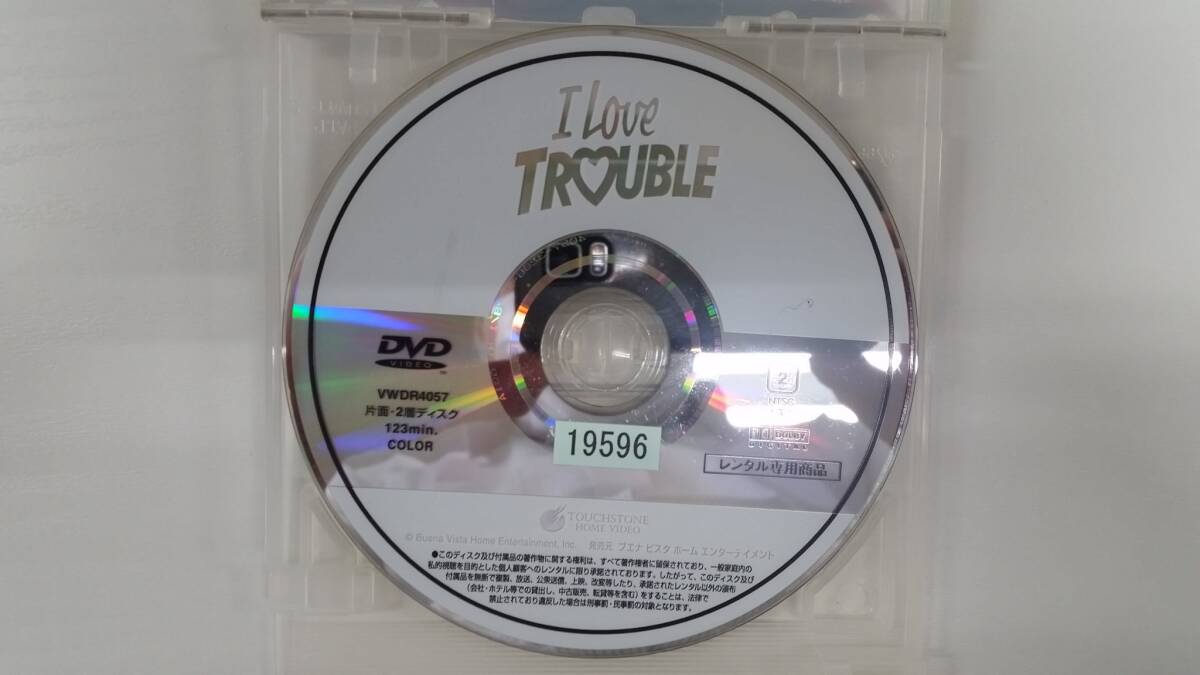 I Love
TROUBLE
DVD
VIDEO
VWDR4057
片面・2層ディスク
123min.
COLOR
19596
2
NTSC
DOLBY
DIGITAL
レンタル専用商品
TOUCHSTONE
HOME VIDEO
© Buena Vista Home Entertainment, Inc. 発売元 ブエナ ビスタ ホーム エンターテイメント
●このディスク及び付属品の著作物に関する権利は、すべて著作権者に留保されており、一般家庭内の
私的視聴を目的とした個人顧客へのレンタルに限り承諾されております。したがって、このディスク及び
付属品を無断で複製、放送、公衆送信、上映、改変等したり、承諾されたレンタル以外の頒布
(会社・ホテル等での貸出し、中古販売、転貸等を含む)をすることは、法律で
禁止されており違反した場合は刑事罰・民事罰の対象となります。